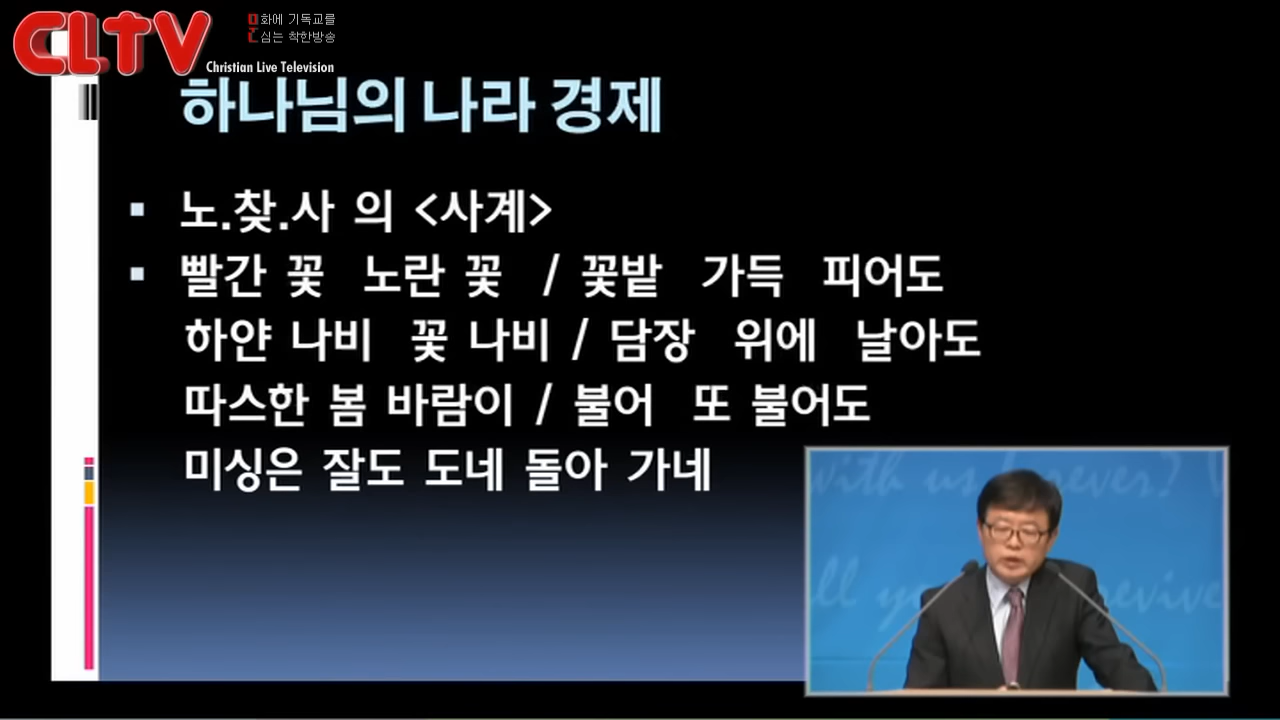 CLTV
문화에 기독교를
심는 착한방송
Christian Live Television
하나님의 나라 경제
노.찾.사 의 <사계>
빨간 꽃 노란 꽃 / 꽃밭 가득 피어도
하얀 나비 꽃 나비 / 담장 위에 날아도
따스한 봄 바람이 / 불어 또 불어도
미싱은 잘도 도네 돌아 가네
with us forever?